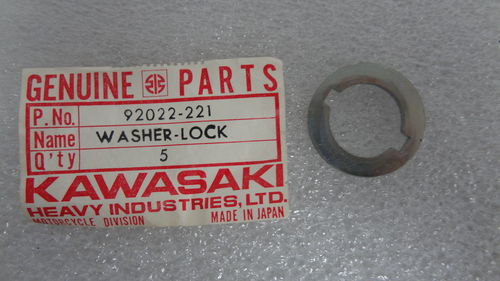 GENUINE PARTS
P. No. 92022-221
Name WASHER-LOCK
Q'ty 5
KAWASAKI
HEAVY INDUSTRIES, LTD.
MOTORCYCLE DIVISION MADE IN JAPAN